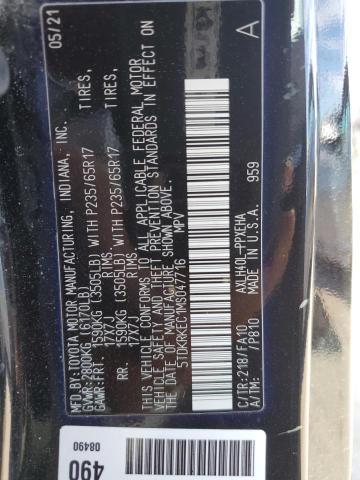 MFD BY:TOYOTA MOTOR MANUFACTURING, INDIANA, INC. 05/21
GVWR:2800KG (6170LB)
GAWR:FRT. 1590KG (3505LB) WITH P235/65R17 TIRES,
17X7J RIMS
RR. 1590KG (3505LB) WITH P235/65R17 TIRES,
17X7J RIMS
THIS VEHICLE CONFORMS TO ALL APPLICABLE FEDERAL MOTOR
VEHICLE SAFETY
THEFT PREVENTION STANDARDS IN EFFECT ON
THE DATE OF MANUFACTURE SHOWN ABOVE.
5TDKRKEC1MS047716 MPV
A
C/TR:218/FA10 AXLH40L-PPXEHA
A/TM: /P810 MADE IN U.S.A. 959
490
08490